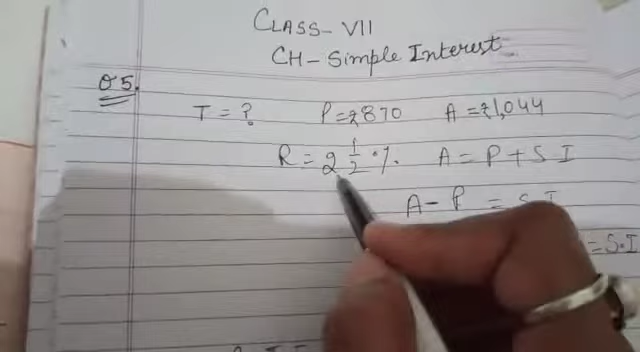 CLASS-VII
CH-Simple Interest
Q5.
T = ? P=₹870 A=₹1,044
R = 2 1/2 % A = P + S I
A - P = S I
= S.I